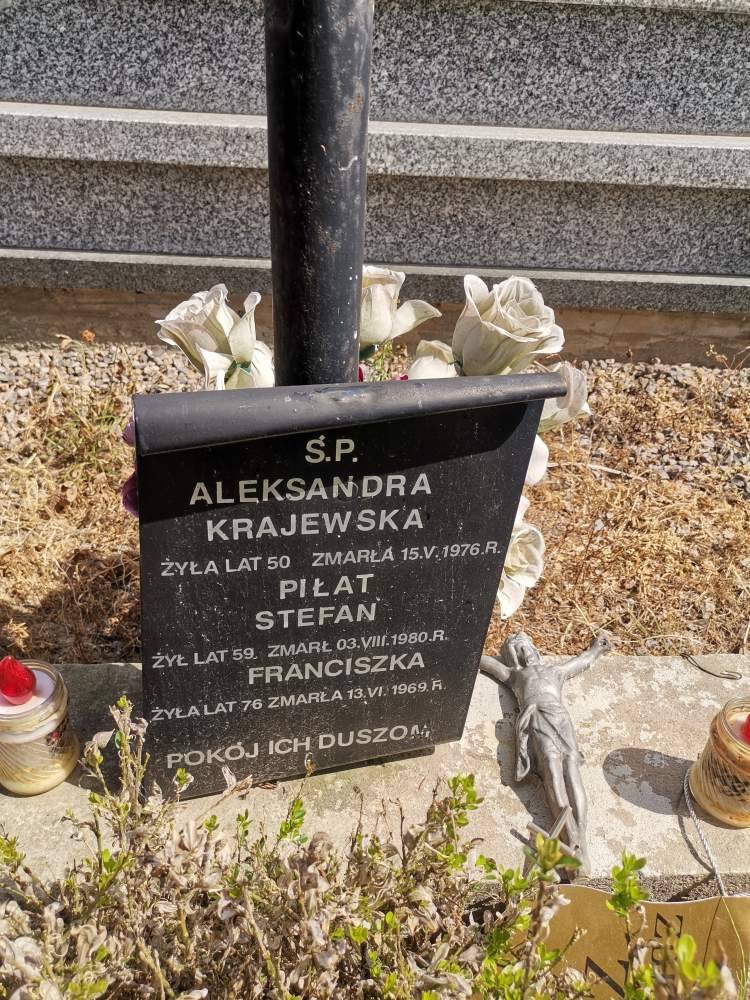 Ś.P.
ALEKSANDRA
KRAJEWSKA
ŻYŁA LAT 50 ZMARŁA 15.V.1976.R.
PIŁAT
STEFAN
ŻYŁ LAT 59. ZMARŁ 03.VIII.1980.R.
FRANCISZKA
ŻYŁA LAT 76 ZMARŁA 13.VI.1969.R.
POKÓJ ICH DUSZOM